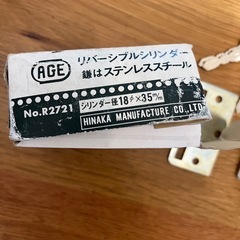 AGE
リバーシブルシリンダー
鎌はステンレススチール
No.R2721
シリンダー径18φ×35m/m
HINAKA MANUFACTURE CO., LTD.